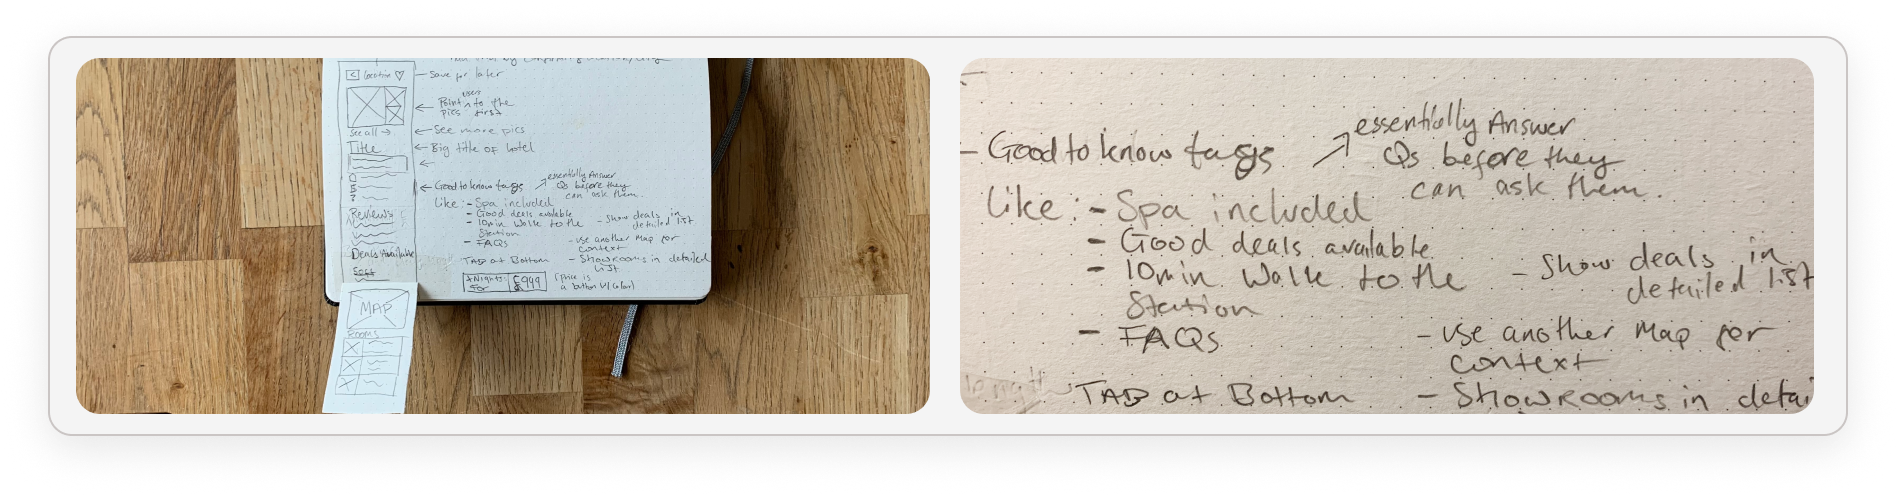 < Location
- Save for later
users
Point to the
pics first
See all →
- See more pics
Title
- Big title of hotel
- Good to know tags
essentially Answer
Qs before they
can ask them.
Like: - Spa included
- Good deals available
- 10min Walk to the
Station
- FAQs
- Show deals in
detailed list
- use another Map for
context
TAB at Bottom
- Show Rooms in detailed
list
Reviews
Deals Available
MAP
Rooms
Nights
for
£999
(Price is
a button w/ color)
- Good to know tags
essentially Answer
Qs before they
can ask them.
Like: - Spa included
- Good deals available
- 10min Walk to the
Station
- FAQs
- Show deals in
detailed list
- use another Map for
context
TAB at Bottom
- Show Rooms in detai